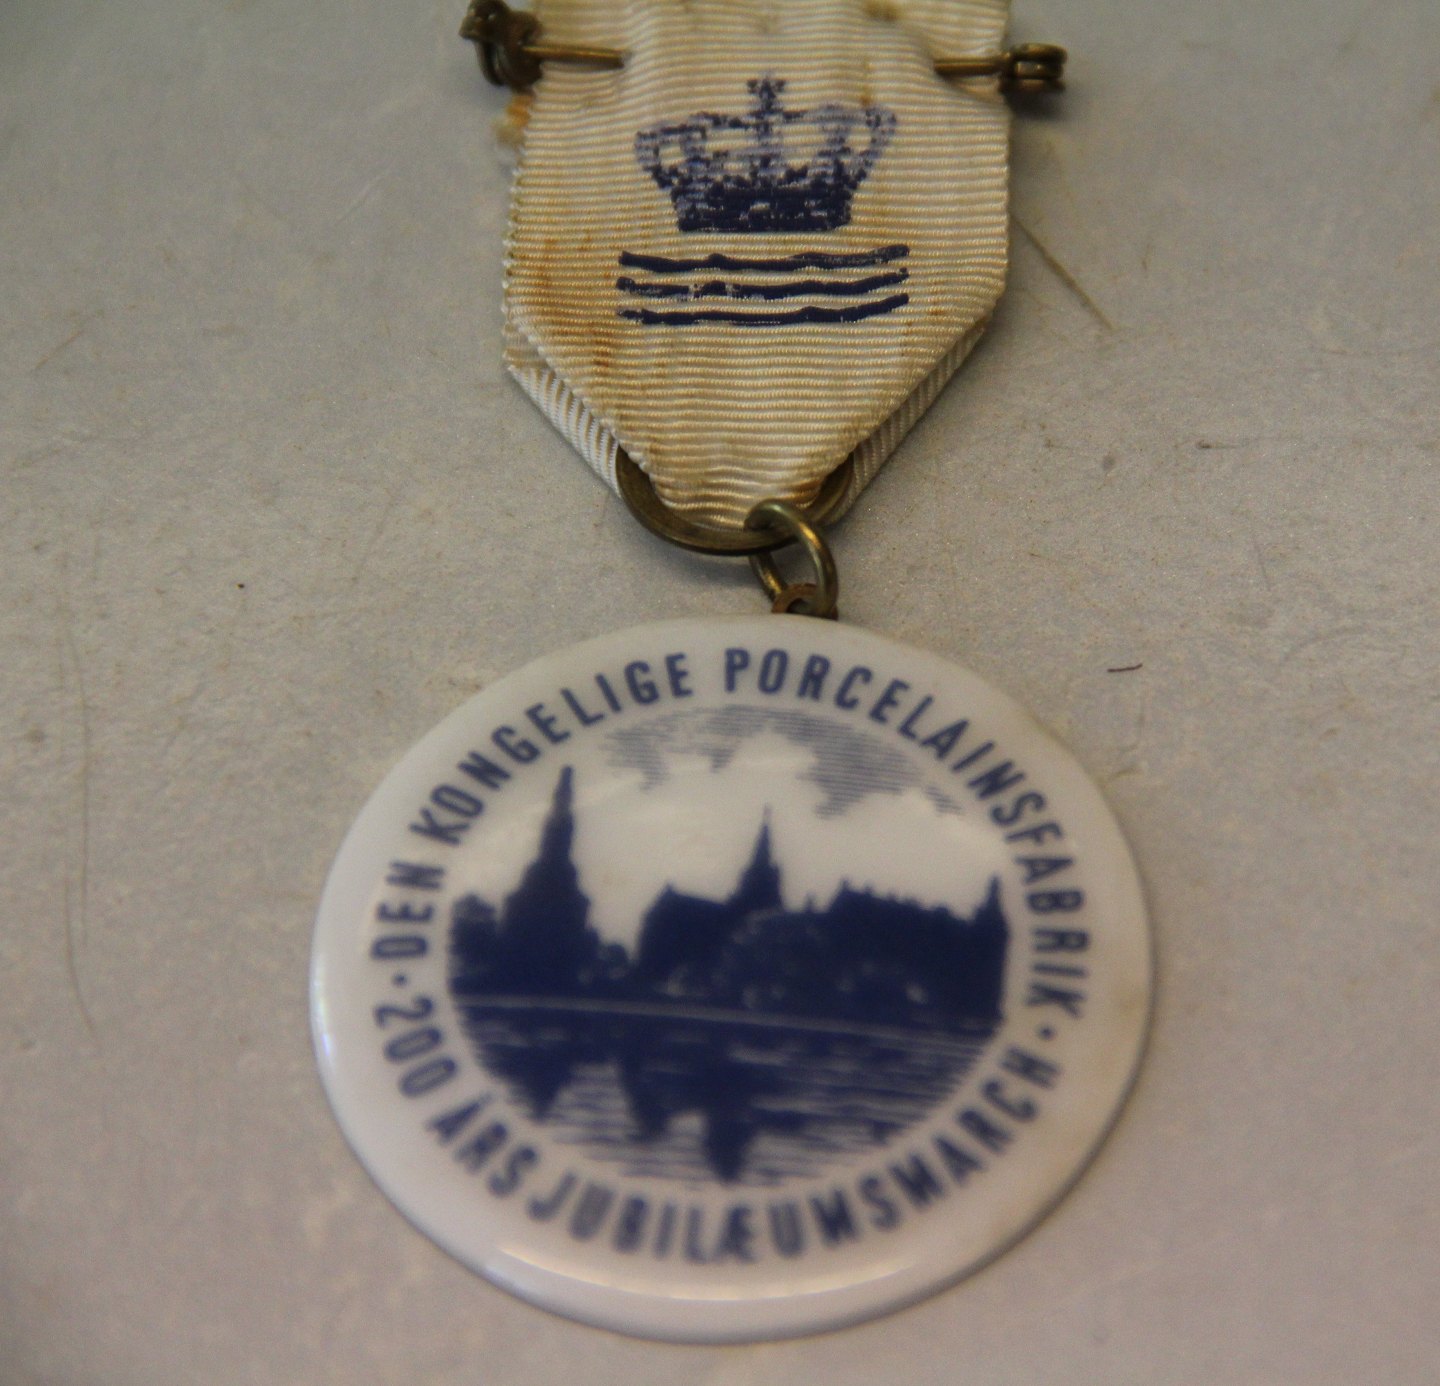 · DEN KONGELIGE PORCELAINSFABRIK ·
200 ÅRS JUBILÆUMSMARCH